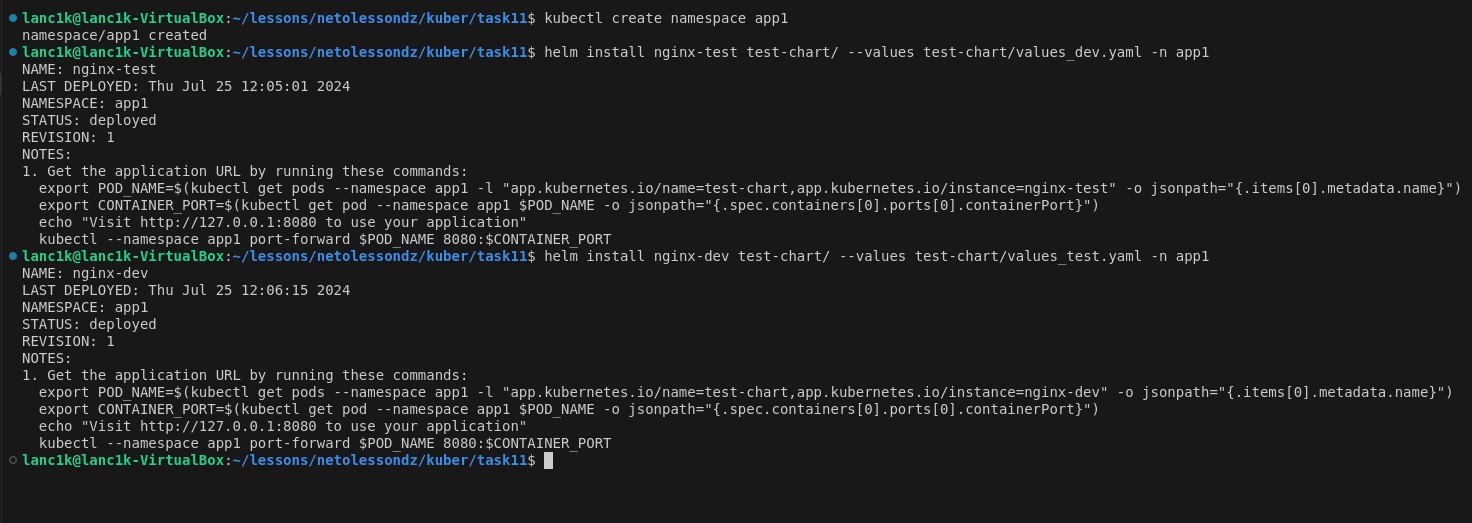 lanc1k@lanc1k-VirtualBox:~/lessons/netolessondz/kuber/task11$ kubectl create namespace app1
namespace/app1 created
lanc1k@lanc1k-VirtualBox:~/lessons/netolessondz/kuber/task11$ helm install nginx-test test-chart/ --values test-chart/values_dev.yaml -n app1
NAME: nginx-test
LAST DEPLOYED: Thu Jul 25 12:05:01 2024
NAMESPACE: app1
STATUS: deployed
REVISION: 1
NOTES:
1. Get the application URL by running these commands:
  export POD_NAME=$(kubectl get pods --namespace app1 -l "app.kubernetes.io/name=test-chart,app.kubernetes.io/instance=nginx-test" -o jsonpath="{.items[0].metadata.name}")
  export CONTAINER_PORT=$(kubectl get pod --namespace app1 $POD_NAME -o jsonpath="{.spec.containers[0].ports[0].containerPort}")
  echo "Visit http://127.0.0.1:8080 to use your application"
  kubectl --namespace app1 port-forward $POD_NAME 8080:$CONTAINER_PORT
lanc1k@lanc1k-VirtualBox:~/lessons/netolessondz/kuber/task11$ helm install nginx-dev test-chart/ --values test-chart/values_test.yaml -n app1
NAME: nginx-dev
LAST DEPLOYED: Thu Jul 25 12:06:15 2024
NAMESPACE: app1
STATUS: deployed
REVISION: 1
NOTES:
1. Get the application URL by running these commands:
  export POD_NAME=$(kubectl get pods --namespace app1 -l "app.kubernetes.io/name=test-chart,app.kubernetes.io/instance=nginx-dev" -o jsonpath="{.items[0].metadata.name}")
  export CONTAINER_PORT=$(kubectl get pod --namespace app1 $POD_NAME -o jsonpath="{.spec.containers[0].ports[0].containerPort}")
  echo "Visit http://127.0.0.1:8080 to use your application"
  kubectl --namespace app1 port-forward $POD_NAME 8080:$CONTAINER_PORT
lanc1k@lanc1k-VirtualBox:~/lessons/netolessondz/kuber/task11$